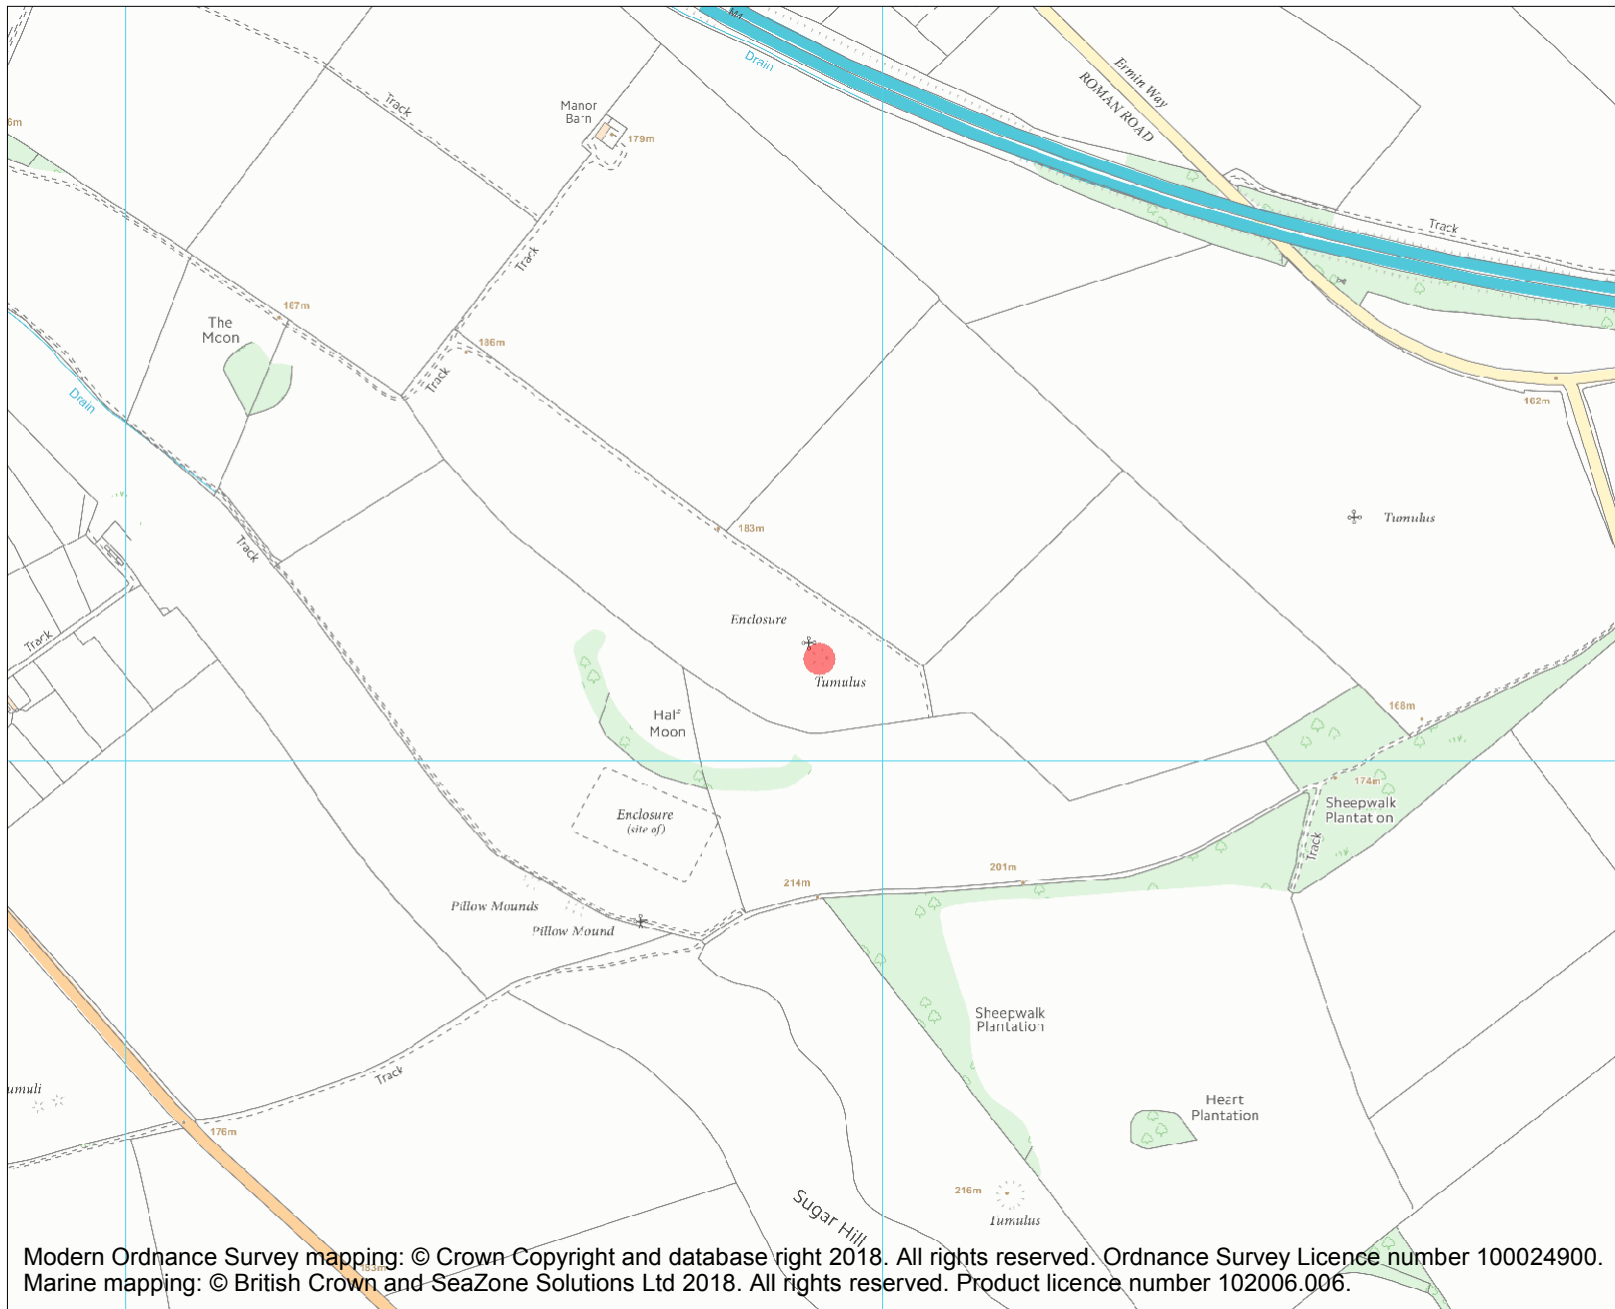 M4
Drain
Ermin Way
ROMAN ROAD
Track
Manor
Barn
179m
6m
Track
Track
167m
The
Moon
186m
Track
Drain
162m
183m
Tumulus
Track
Enclosure
Track
Tumulus
Half
Moon
168m
174m
Sheepwalk
Plantation
Enclosure
(site of)
Track
201m
214m
Pillow Mounds
Pillow Mound
Sheepwalk
Plantation
Track
umuli
Heart
Plantation
176m
216m
Tumulus
Sugar Hill
183m
Modern Ordnance Survey mapping: © Crown Copyright and database right 2018. All rights reserved. Ordnance Survey Licence number 100024900.
Marine mapping: © British Crown and SeaZone Solutions Ltd 2018. All rights reserved. Product licence number 102006.006.